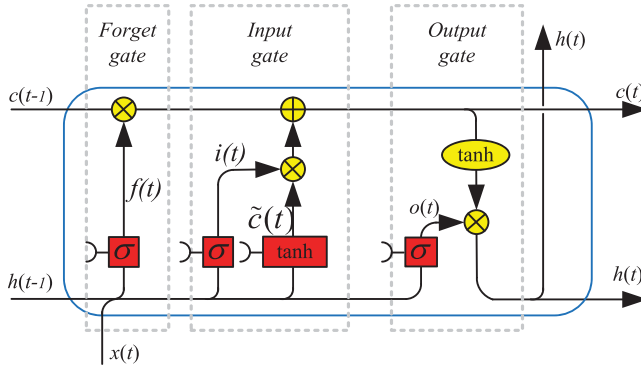 Forget gate
Input gate
Output gate
h(t)
c(t-1)
c(t)
i(t)
tanh
f(t)
c̃(t)
o(t)
σ
σ
tanh
σ
h(t-1)
h(t)
x(t)